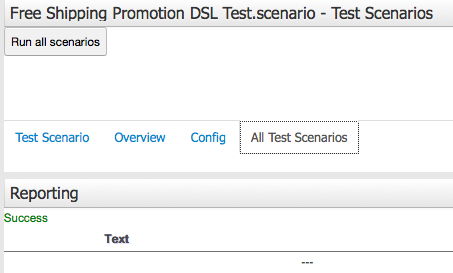 Free Shipping Promotion DSL Test.scenario - Test Scenarios
Run all scenarios
Test Scenario Overview Config All Test Scenarios
Reporting
Success
Text
---